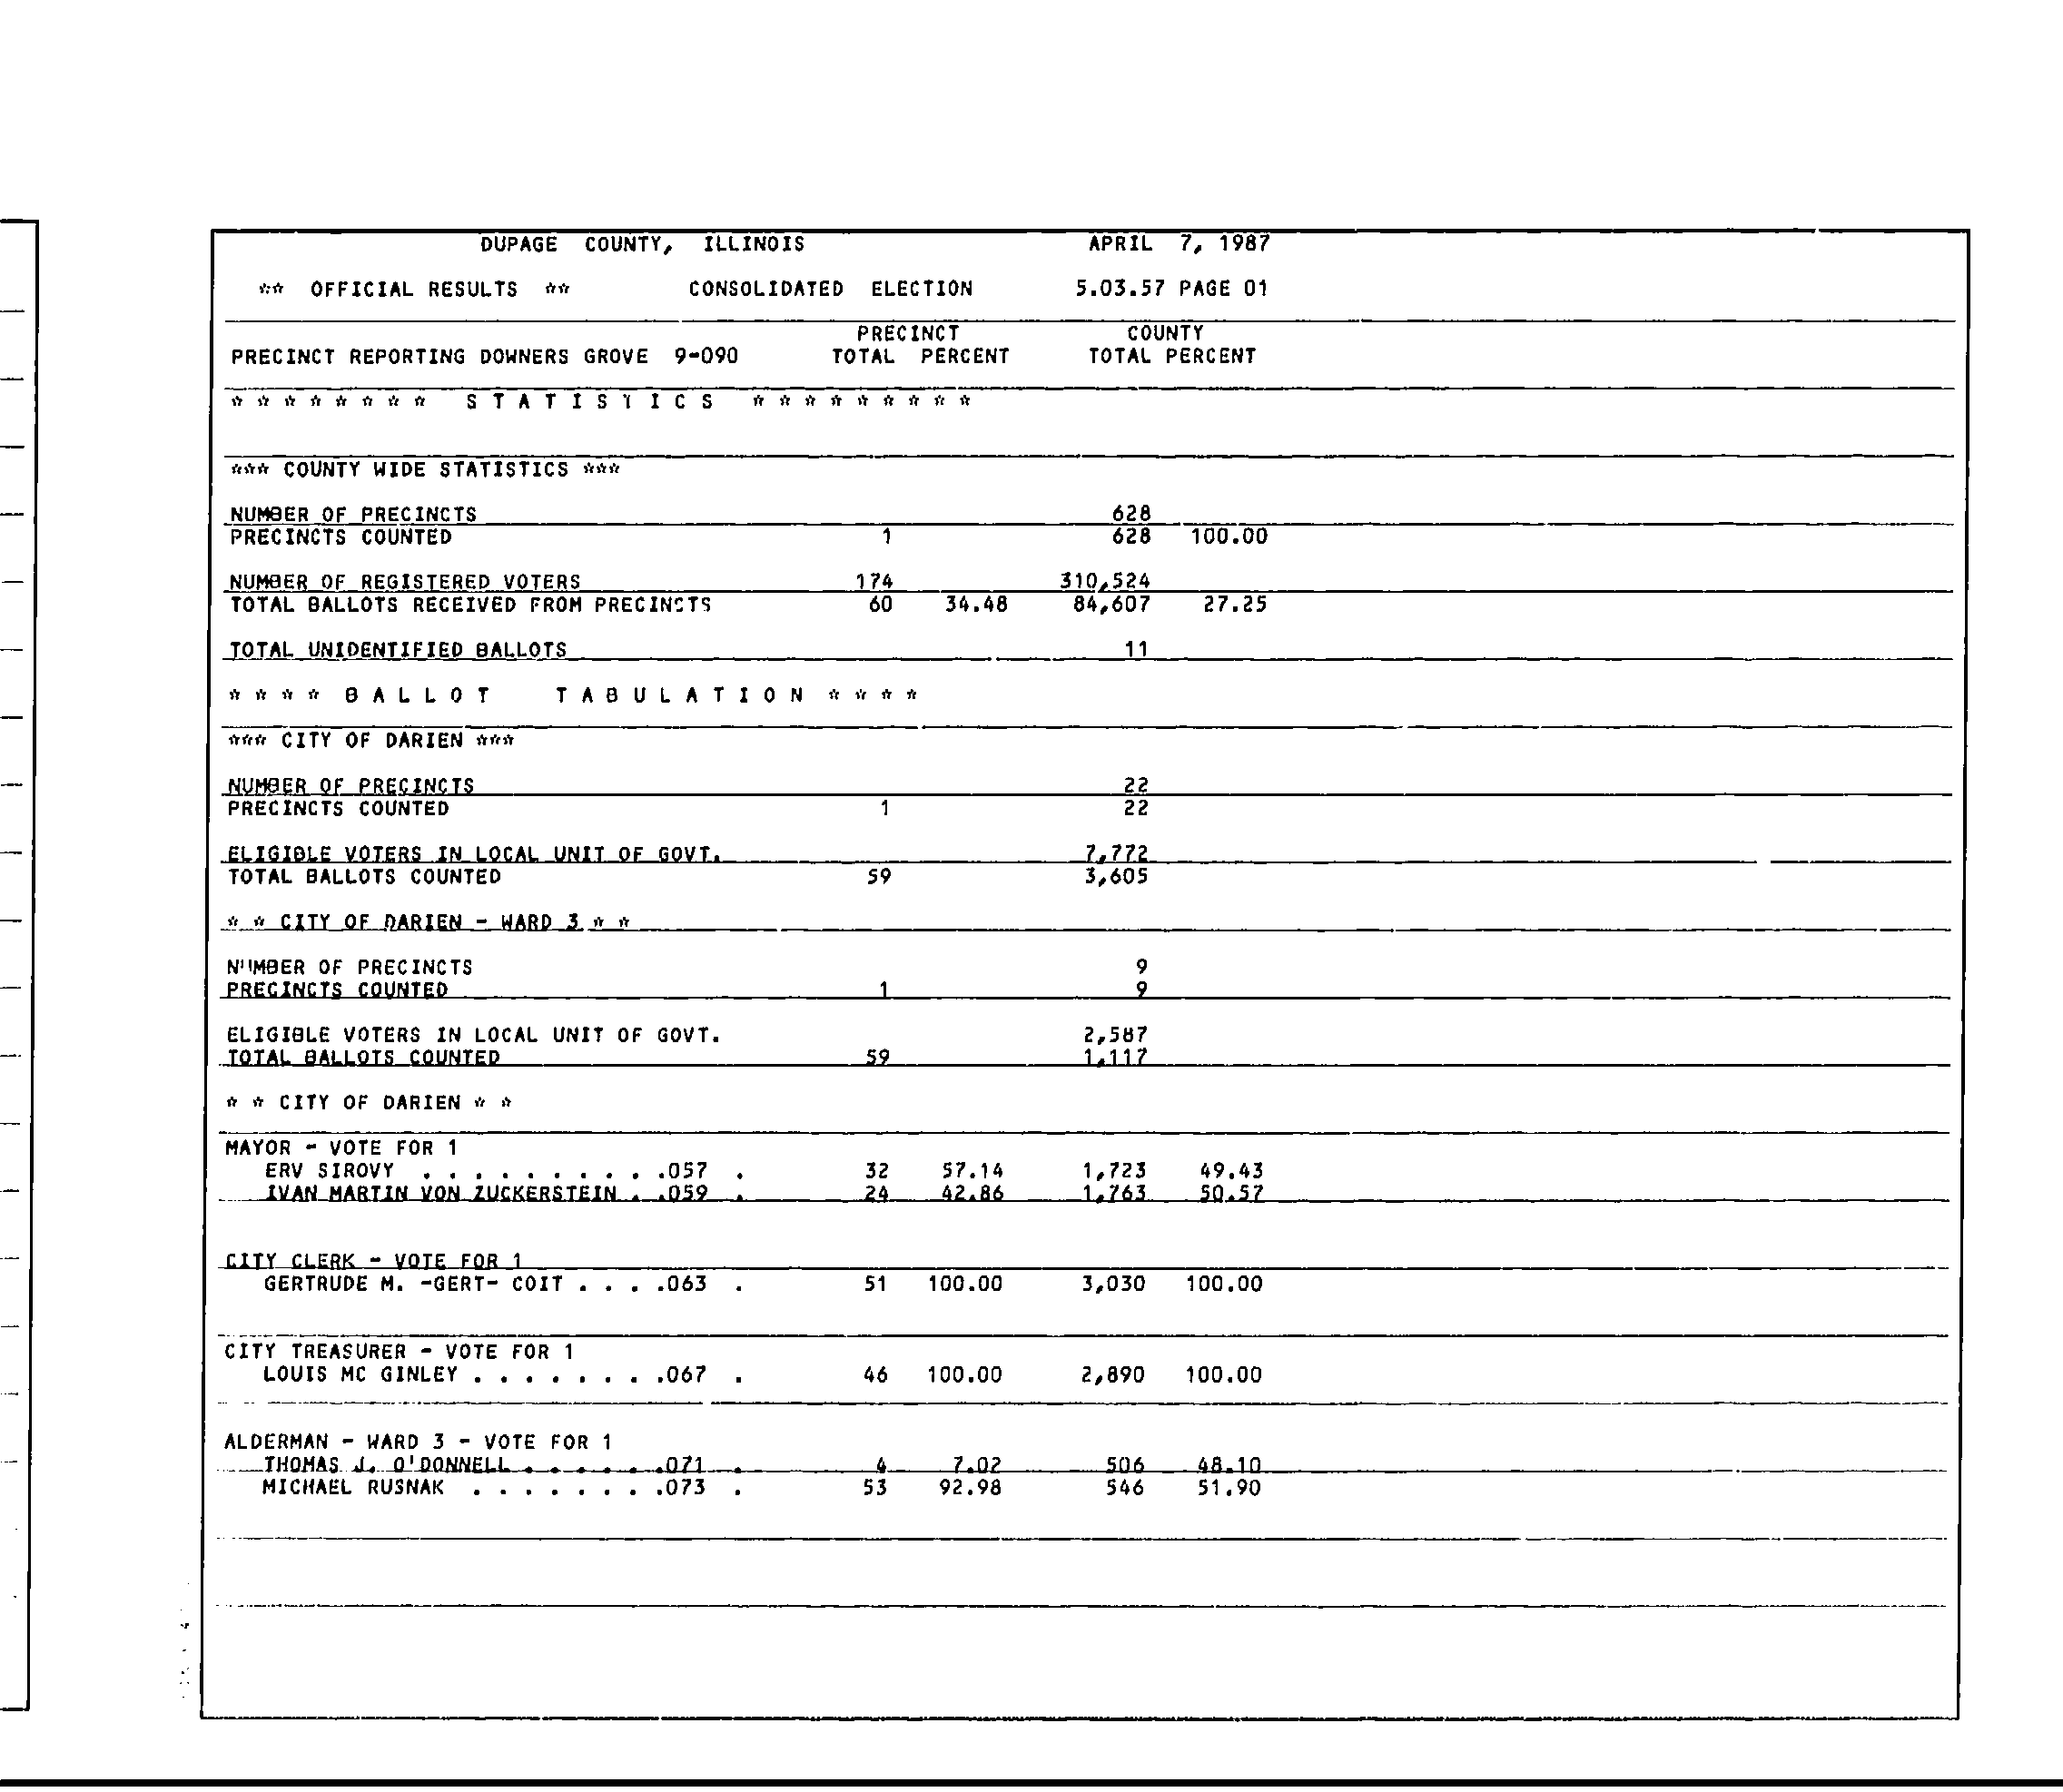 DUPAGE COUNTY, ILLINOIS APRIL 7, 1987
** OFFICIAL RESULTS ** CONSOLIDATED ELECTION 5.03.57 PAGE 01
PRECINCT COUNTY
PRECINCT REPORTING DOWNERS GROVE 9-090 TOTAL PERCENT TOTAL PERCENT
* * * * * * * * S T A T I S T I C S * * * * * * * * *
*** COUNTY WIDE STATISTICS ***
NUMBER OF PRECINCTS 628
PRECINCTS COUNTED 1 628 100.00
NUMBER OF REGISTERED VOTERS 174 310,524
TOTAL BALLOTS RECEIVED FROM PRECINCTS 60 34.48 84,607 27.25
TOTAL UNIDENTIFIED BALLOTS 11
* * * * B A L L O T T A B U L A T I O N * * * *
*** CITY OF DARIEN ***
NUMBER OF PRECINCTS 22
PRECINCTS COUNTED 1 22
ELIGIBLE VOTERS IN LOCAL UNIT OF GOVT. 7,772
TOTAL BALLOTS COUNTED 59 3,605
* * CITY OF DARIEN - WARD 3 * *
NUMBER OF PRECINCTS 9
PRECINCTS COUNTED 1 9
ELIGIBLE VOTERS IN LOCAL UNIT OF GOVT. 2,587
TOTAL BALLOTS COUNTED 59 1,117
* * CITY OF DARIEN * *
MAYOR - VOTE FOR 1
ERV SIROVY . . . . . . . . . .057 . 32 57.14 1,723 49.43
IVAN MARTIN VON ZUCKERSTEIN . .059 . 24 42.86 1,763 50.57
CITY CLERK - VOTE FOR 1
GERTRUDE M. -GERT- COIT . . . .063 . 51 100.00 3,030 100.00
CITY TREASURER - VOTE FOR 1
LOUIS MC GINLEY . . . . . . . .067 . 46 100.00 2,890 100.00
ALDERMAN - WARD 3 - VOTE FOR 1
THOMAS J. O'DONNELL . . . . . .071 . 4 7.02 506 48.10
MICHAEL RUSNAK . . . . . . . .073 . 53 92.98 546 51.90